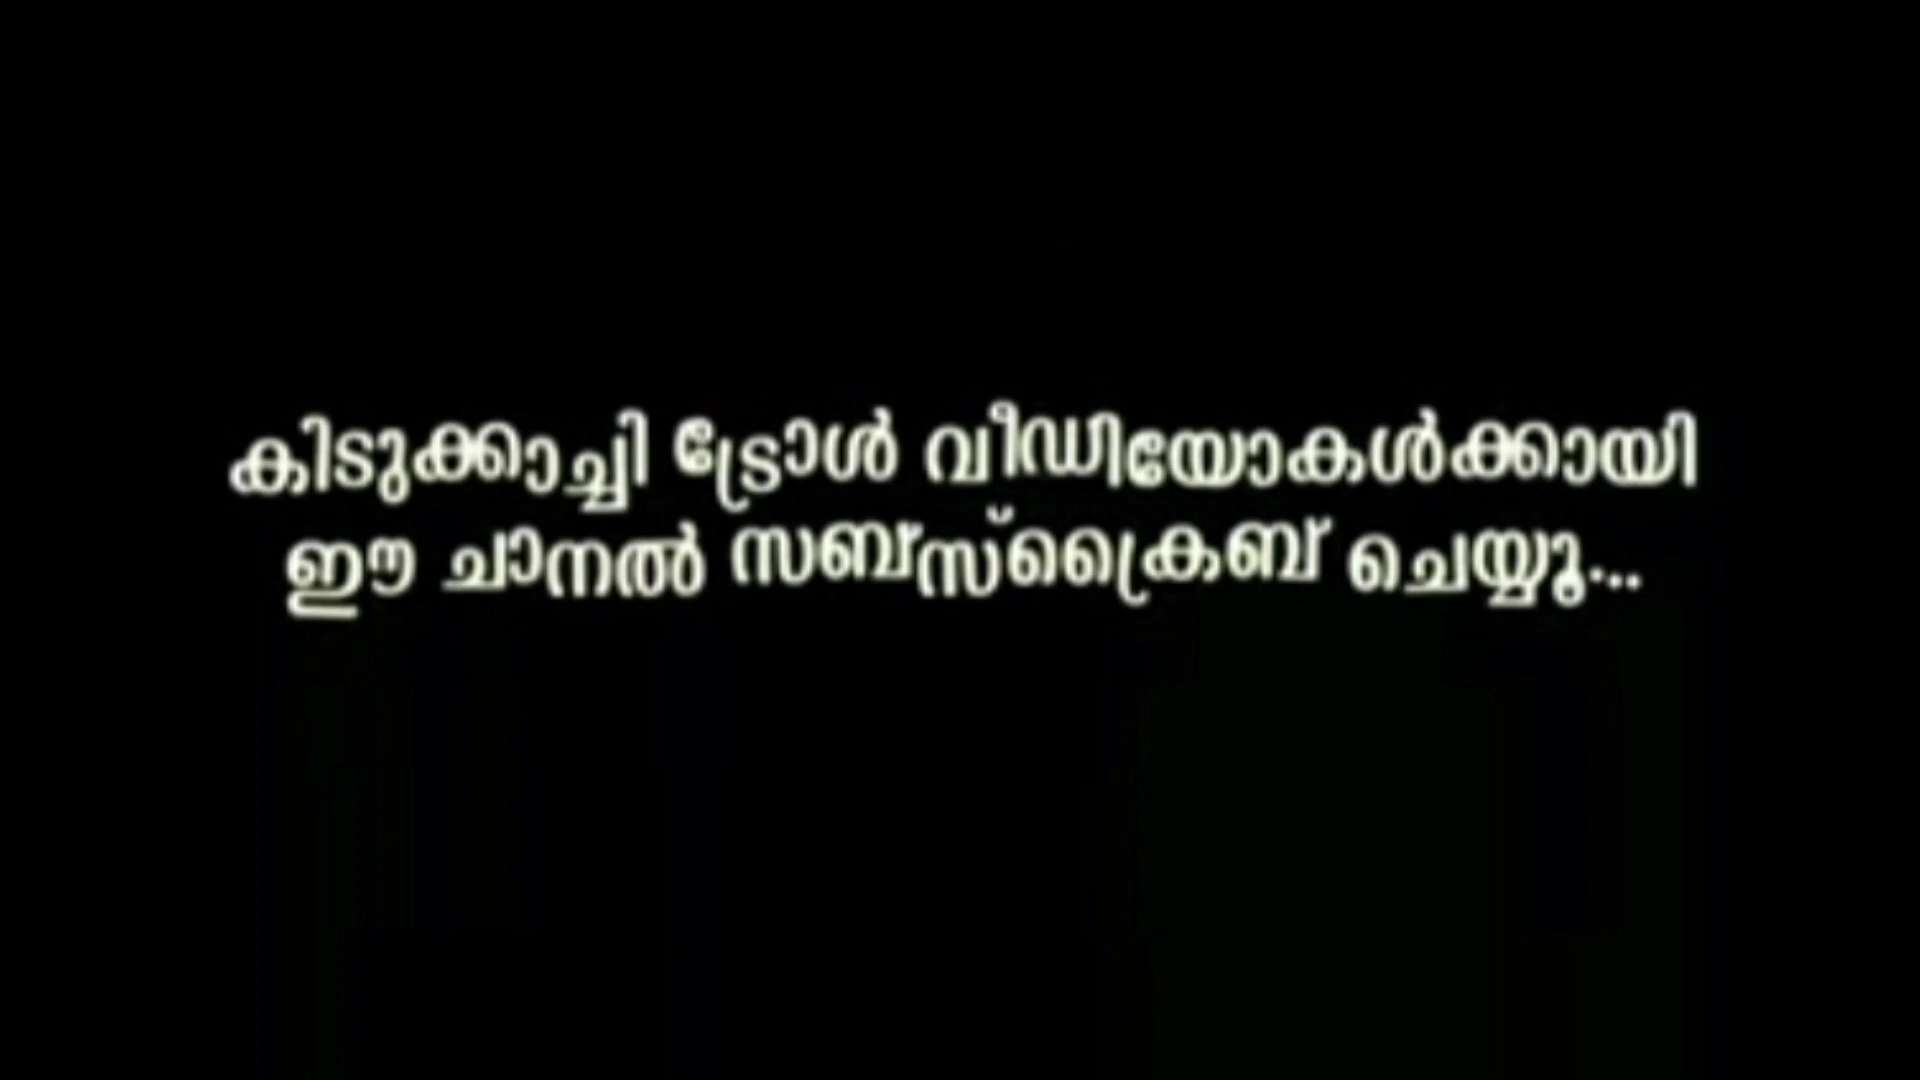 കിടുക്കാച്ചി ട്രോൾ വീഡിയോകൾക്കായി
ഈ ചാനൽ സബ്സ്ക്രൈബ് ചെയ്യൂ...